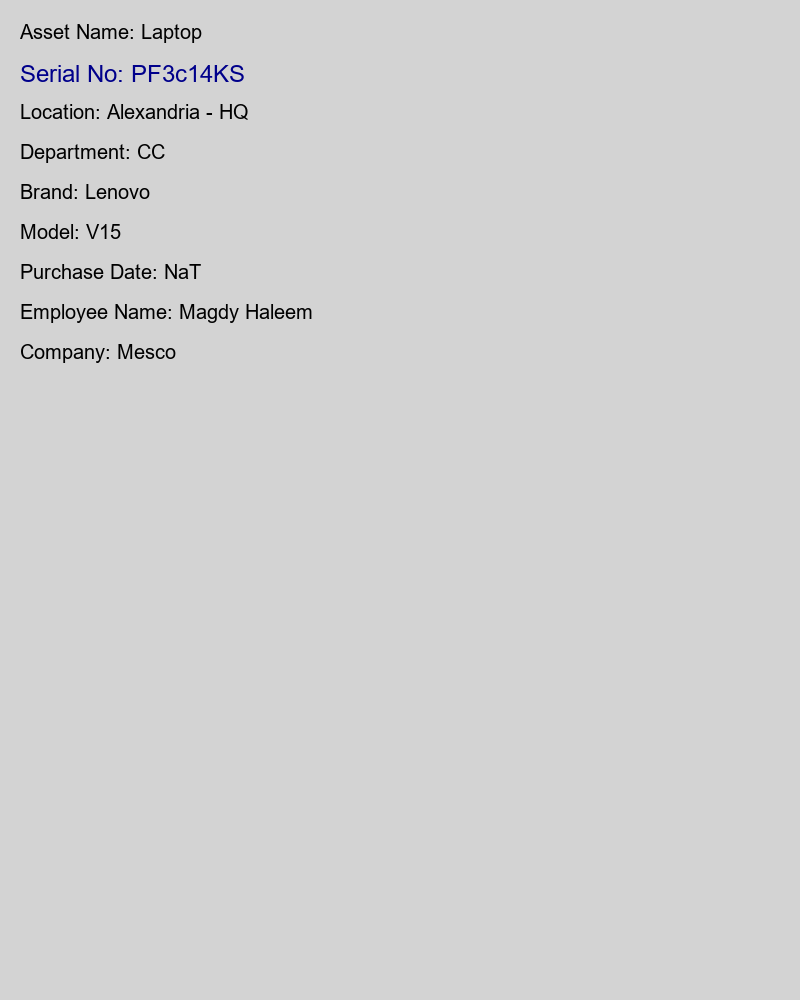 Asset Name: Laptop
Serial No: PF3c14KS
Location: Alexandria - HQ
Department: CC
Brand: Lenovo
Model: V15
Purchase Date: NaT
Employee Name: Magdy Haleem
Company: Mesco